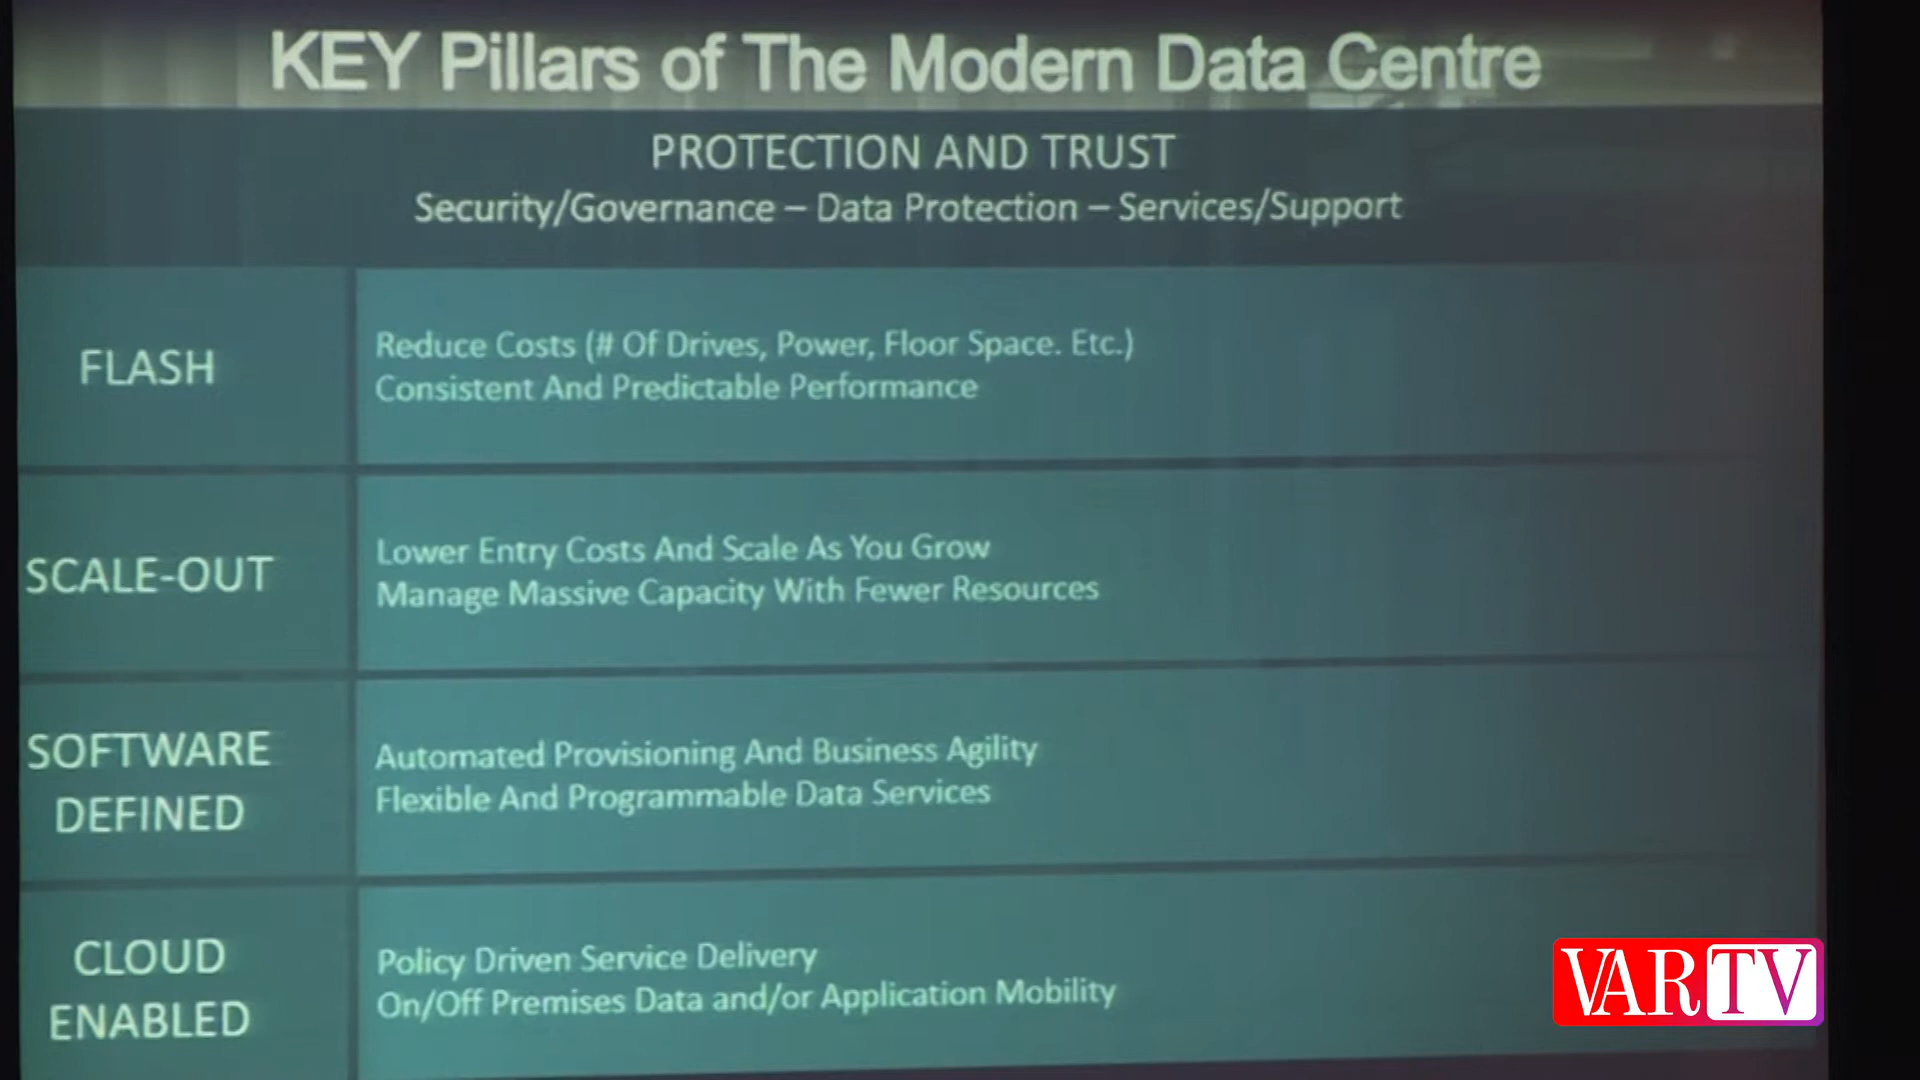 KEY Pillars of The Modern Data Centre
PROTECTION AND TRUST
Security/Governance – Data Protection – Services/Support
FLASH
Reduce Costs (# Of Drives, Power, Floor Space. Etc.)
Consistent And Predictable Performance
SCALE-OUT
Lower Entry Costs And Scale As You Grow
Manage Massive Capacity With Fewer Resources
SOFTWARE
DEFINED
Automated Provisioning And Business Agility
Flexible And Programmable Data Services
CLOUD
ENABLED
Policy Driven Service Delivery
On/Off Premises Data and/or Application Mobility
VARTV